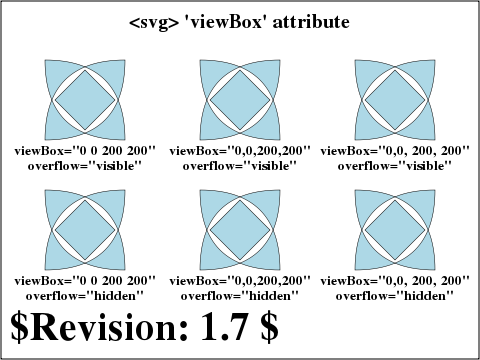 <svg> 'viewBox' attribute
viewBox="0 0 200 200" viewBox="0,0,200,200" viewBox="0,0, 200, 200"
overflow="visible" overflow="visible" overflow="visible"
viewBox="0 0 200 200" viewBox="0,0,200,200" viewBox="0,0, 200, 200"
overflow="hidden" overflow="hidden" overflow="hidden"
$Revision: 1.7 $